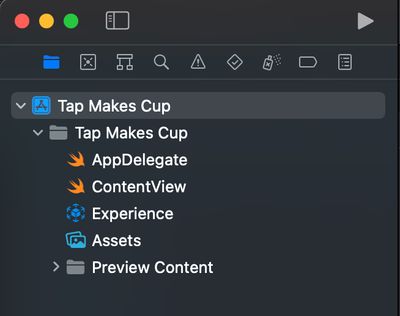 Tap Makes Cup
Tap Makes Cup
AppDelegate
ContentView
Experience
Assets
Preview Content